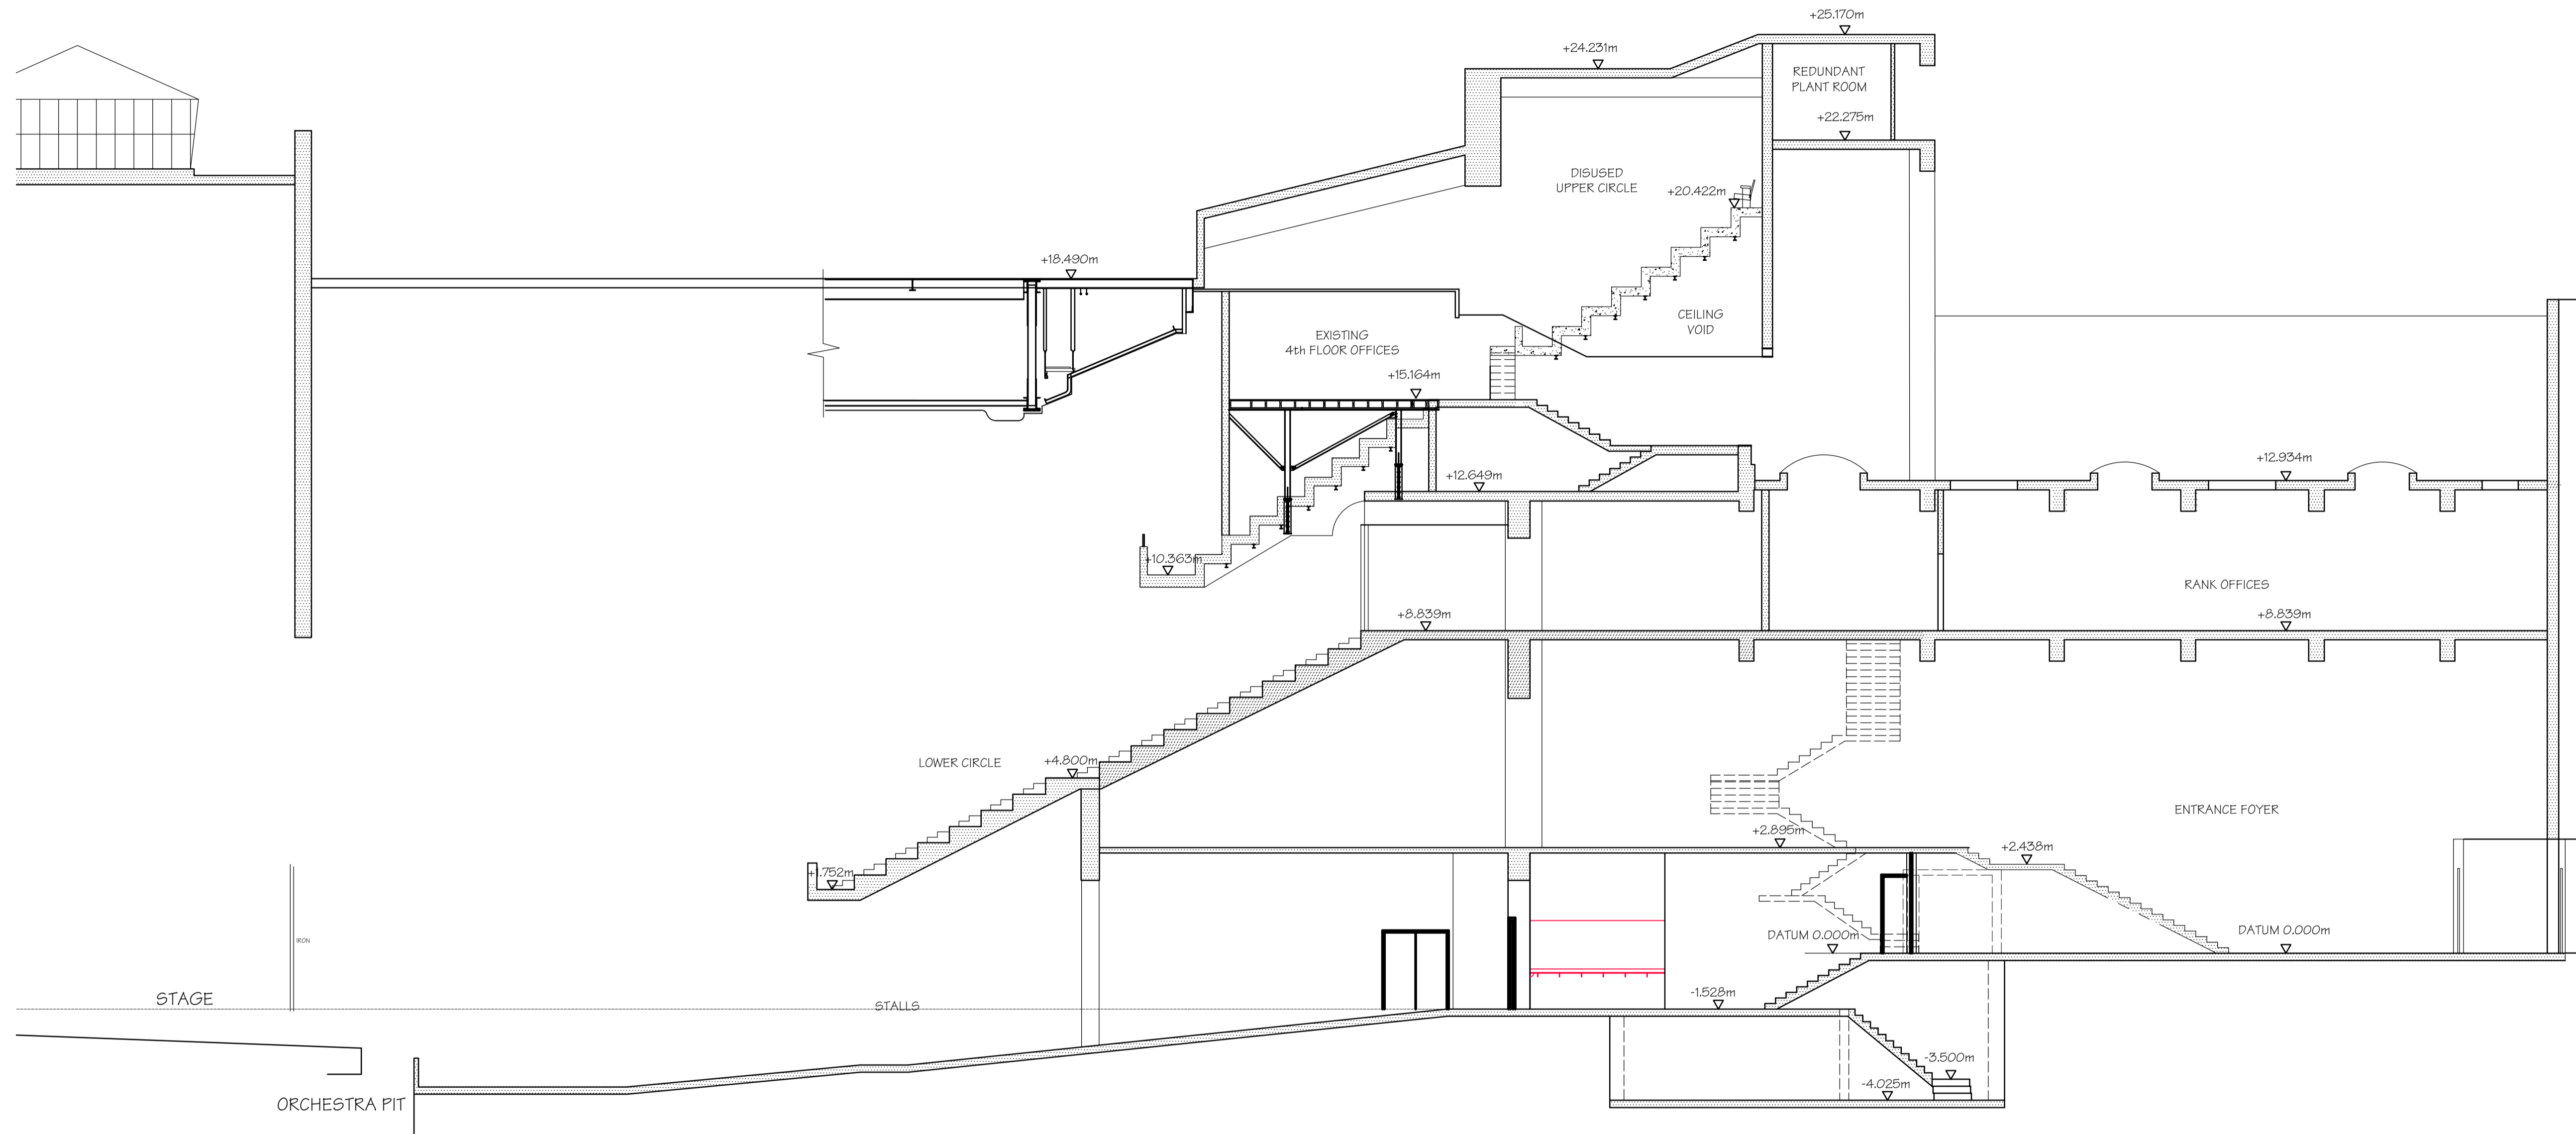 +25.170m
+24.231m
REDUNDANT
PLANT ROOM
+22.275m
DISUSED
UPPER CIRCLE
+20.422m
+18.490m
CEILING
VOID
EXISTING
4th FLOOR OFFICES
+15.164m
+12.649m
+12.934m
+10.363m
RANK OFFICES
+8.839m
+8.839m
LOWER CIRCLE
+4.800m
ENTRANCE FOYER
+2.895m
+2.438m
+1.752m
IRON
DATUM 0.000m
DATUM 0.000m
STAGE
STALLS
-1.528m
-3.500m
-4.025m
ORCHESTRA PIT